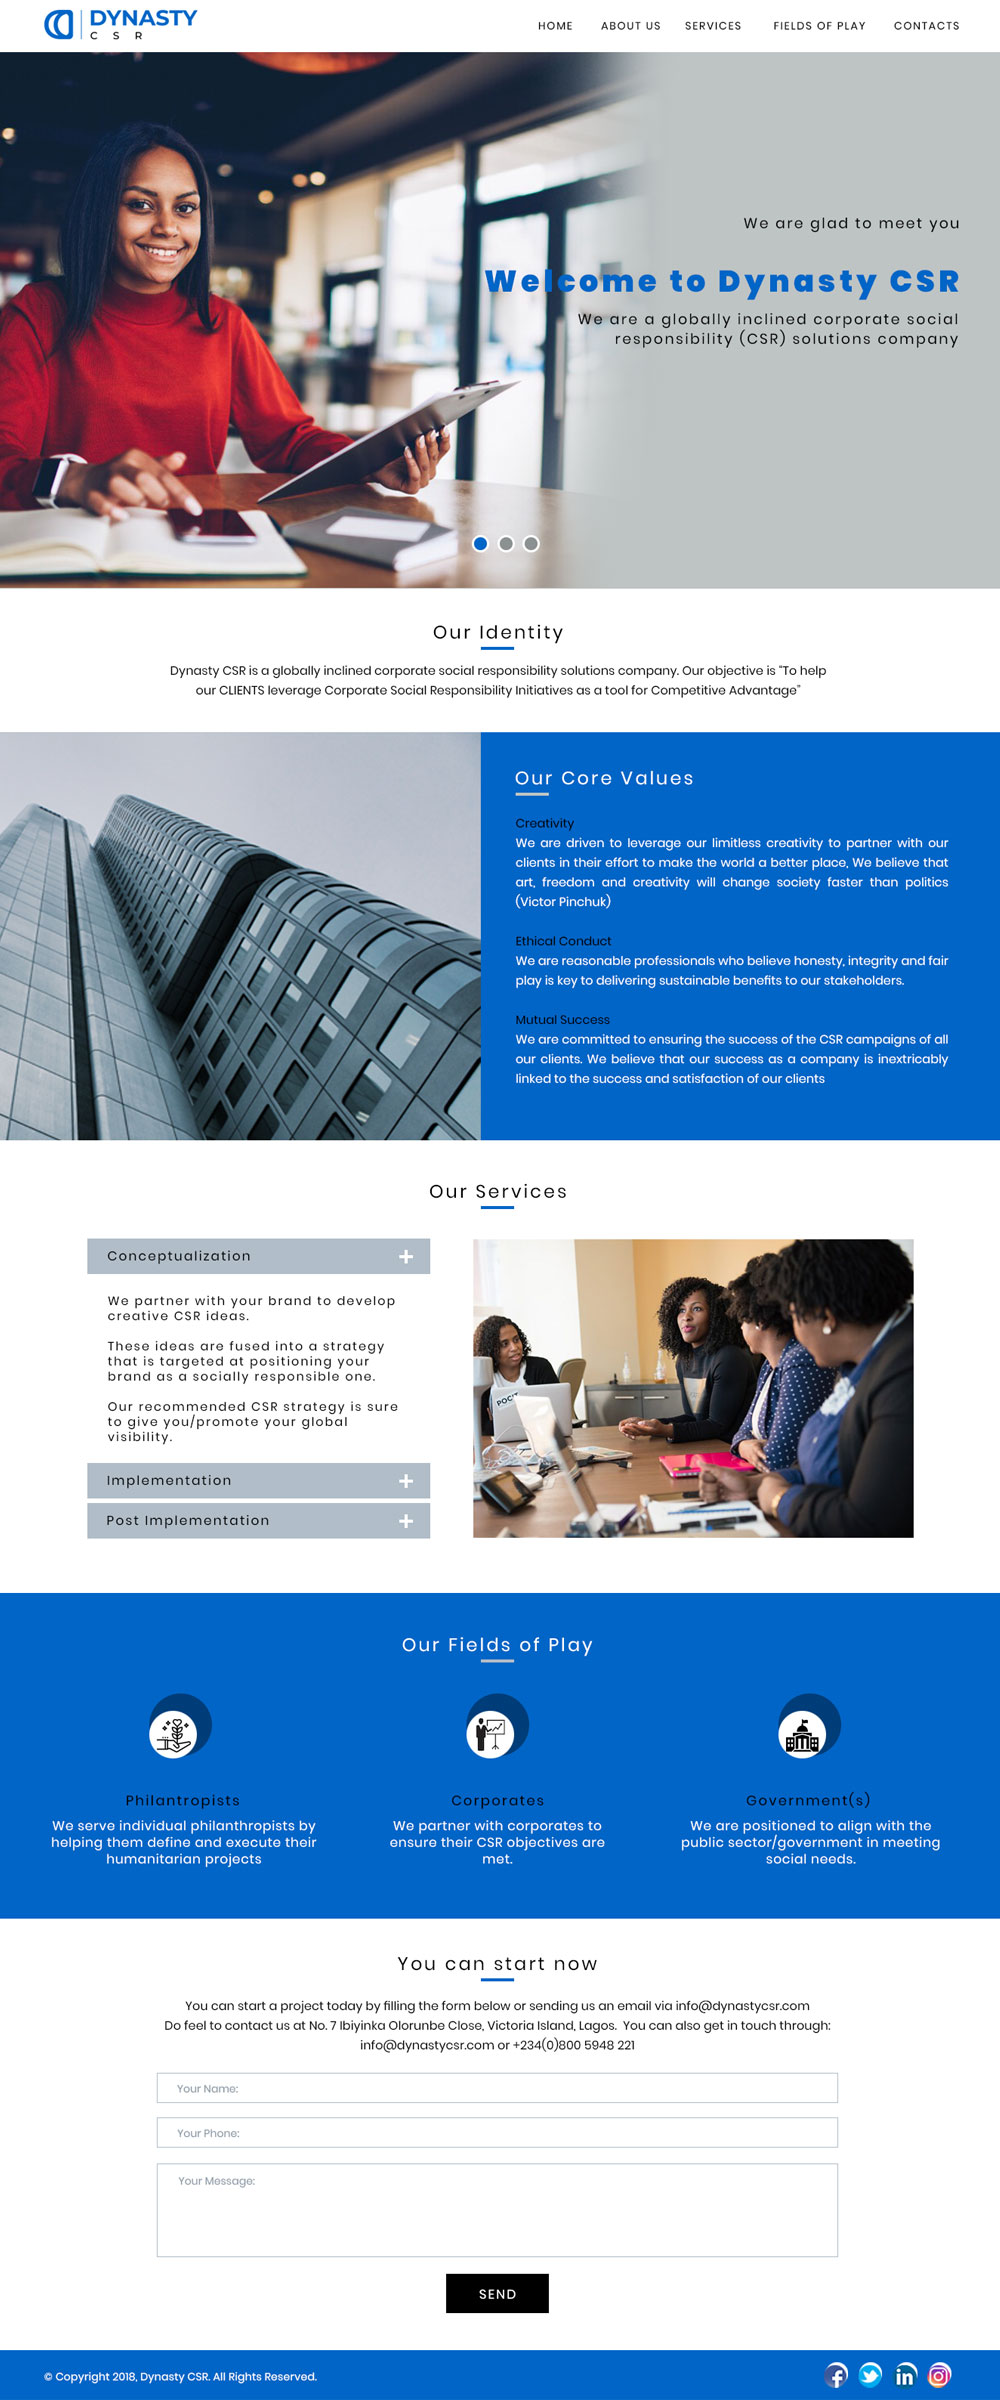 DYNASTY
CSR
HOME ABOUT US SERVICES FIELDS OF PLAY CONTACTS
We are glad to meet you
Welcome to Dynasty CSR
We are a globally inclined corporate social
responsibility (CSR) solutions company
Our Identity
Dynasty CSR is a globally inclined corporate social responsibility solutions company. Our objective is "To help
our CLIENTS leverage Corporate Social Responsibility Initiatives as a tool for Competitive Advantage"
Our Core Values
Creativity
We are driven to leverage our limitless creativity to partner with our
clients in their effort to make the world a better place, We believe that
art, freedom and creativity will change society faster than politics
(Victor Pinchuk)
Ethical Conduct
We are reasonable professionals who believe honesty, integrity and fair
play is key to delivering sustainable benefits to our stakeholders.
Mutual Success
We are committed to ensuring the success of the CSR campaigns of all
our clients. We believe that our success as a company is inextricably
linked to the success and satisfaction of our clients
Our Services
Conceptualization
We partner with your brand to develop
creative CSR ideas.
These ideas are fused into a strategy
that is targeted at positioning your
brand as a socially responsible one.
Our recommended CSR strategy is sure
to give you/promote your global
visibility.
Implementation
Post Implementation
Our Fields of Play
Philantropists
We serve individual philanthropists by
helping them define and execute their
humanitarian projects
Corporates
We partner with corporates to
ensure their CSR objectives are
met.
Government(s)
We are positioned to align with the
public sector/government in meeting
social needs.
You can start now
You can start a project today by filling the form below or sending us an email via info@dynastycsr.com
Do feel to contact us at No. 7 Ibiyinka Olorunbe Close, Victoria Island, Lagos. You can also get in touch through:
info@dynastycsr.com or +234(0)800 5948 221
Your Name:
Your Phone:
Your Message:
SEND
© Copyright 2018, Dynasty CSR. All Rights Reserved.